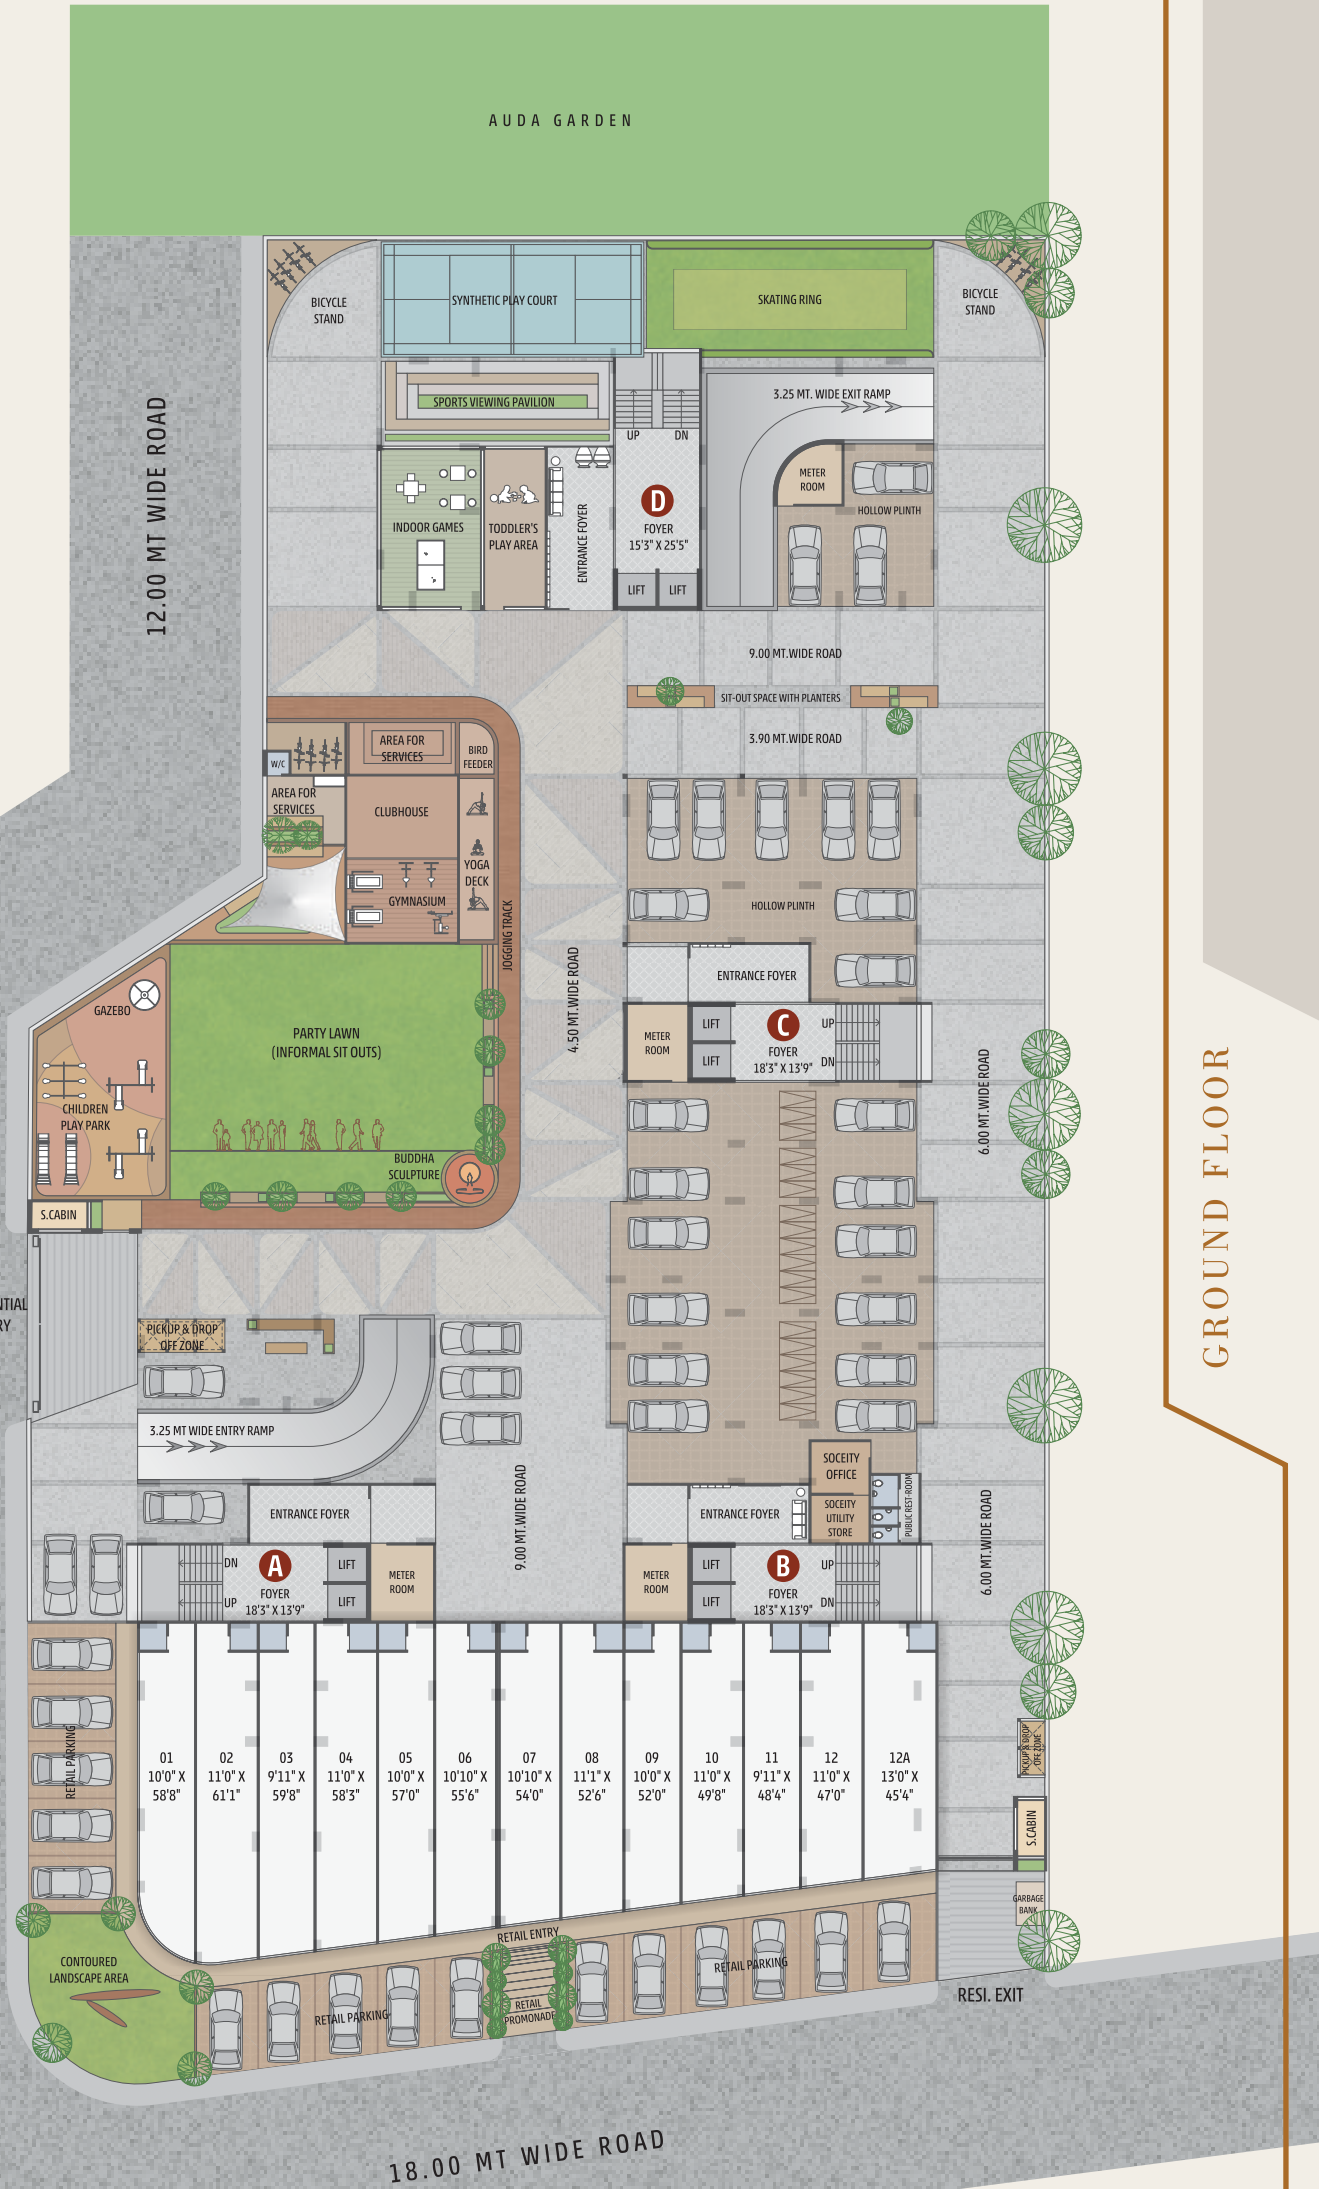 AUDA GARDEN
BICYCLE
STAND
SYNTHETIC PLAY COURT
SKATING RING
BICYCLE
STAND
12.00 MT WIDE ROAD
SPORTS VIEWING PAVILION
3.25 MT. WIDE EXIT RAMP
UP
DN
METER
ROOM
HOLLOW PLINTH
INDOOR GAMES
TODDLER'S
PLAY AREA
ENTRANCE FOYER
D
FOYER
15'3" X 25'5"
LIFT
LIFT
9.00 MT.WIDE ROAD
SIT-OUT SPACE WITH PLANTERS
3.90 MT.WIDE ROAD
W/C
AREA FOR
SERVICES
BIRD
FEEDER
AREA FOR
SERVICES
CLUBHOUSE
YOGA
DECK
GYMNASIUM
JOGGING TRACK
HOLLOW PLINTH
4.50 MT.WIDE ROAD
GAZEBO
PARTY LAWN
(INFORMAL SIT OUTS)
CHILDREN
PLAY PARK
BUDDHA
SCULPTURE
S.CABIN
ENTRANCE FOYER
METER
ROOM
LIFT
LIFT
C
FOYER
18'3" X 13'9"
UP
DN
6.00 MT.WIDE ROAD
GROUND FLOOR
NTIAL
RY
PICKUP & DROP
OFF ZONE
3.25 MT WIDE ENTRY RAMP
9.00 MT.WIDE ROAD
SOCEITY
OFFICE
SOCEITY
UTILITY
STORE
PUBLIC REST-ROOM
ENTRANCE FOYER
ENTRANCE FOYER
6.00 MT.WIDE ROAD
DN
UP
A
FOYER
18'3" X 13'9"
LIFT
LIFT
METER
ROOM
METER
ROOM
LIFT
LIFT
B
FOYER
18'3" X 13'9"
UP
DN
RETAIL PARKING
01
10'0" X
58'8"
02
11'0" X
61'1"
03
9'11" X
59'8"
04
11'0" X
58'3"
05
10'0" X
57'0"
06
10'10" X
55'6"
07
10'10" X
54'0"
08
11'1" X
52'6"
09
10'0" X
52'0"
10
11'0" X
49'8"
11
9'11" X
48'4"
12
11'0" X
47'0"
12A
13'0" X
45'4"
PICKUP & DROP
OFF ZONE
S.CABIN
GARBAGE
BANK
CONTOURED
LANDSCAPE AREA
RETAIL ENTRY
RETAIL PARKING
RETAIL
PROMONADE
RETAIL PARKING
RESI. EXIT
18.00 MT WIDE ROAD